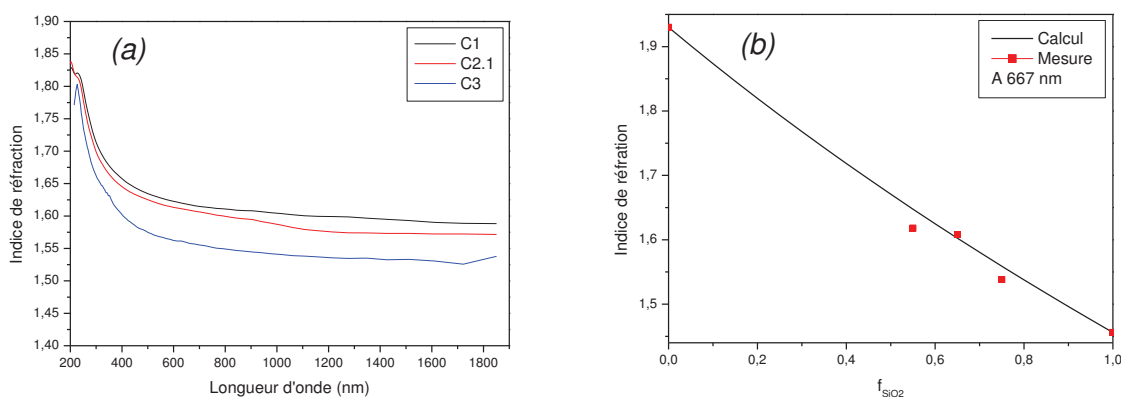 (a)
C1
C2.1
C3
1,90
1,85
1,80
1,75
1,70
1,65
1,60
1,55
1,50
1,45
1,40
Indice de réfraction
200 400 600 800 1000 1200 1400 1600 1800
Longueur d'onde (nm)
(b)
Calcul
Mesure
A 667 nm
1,9
1,8
1,7
1,6
1,5
Indice de réfration
0,0 0,2 0,4 0,6 0,8 1,0
fSiO2